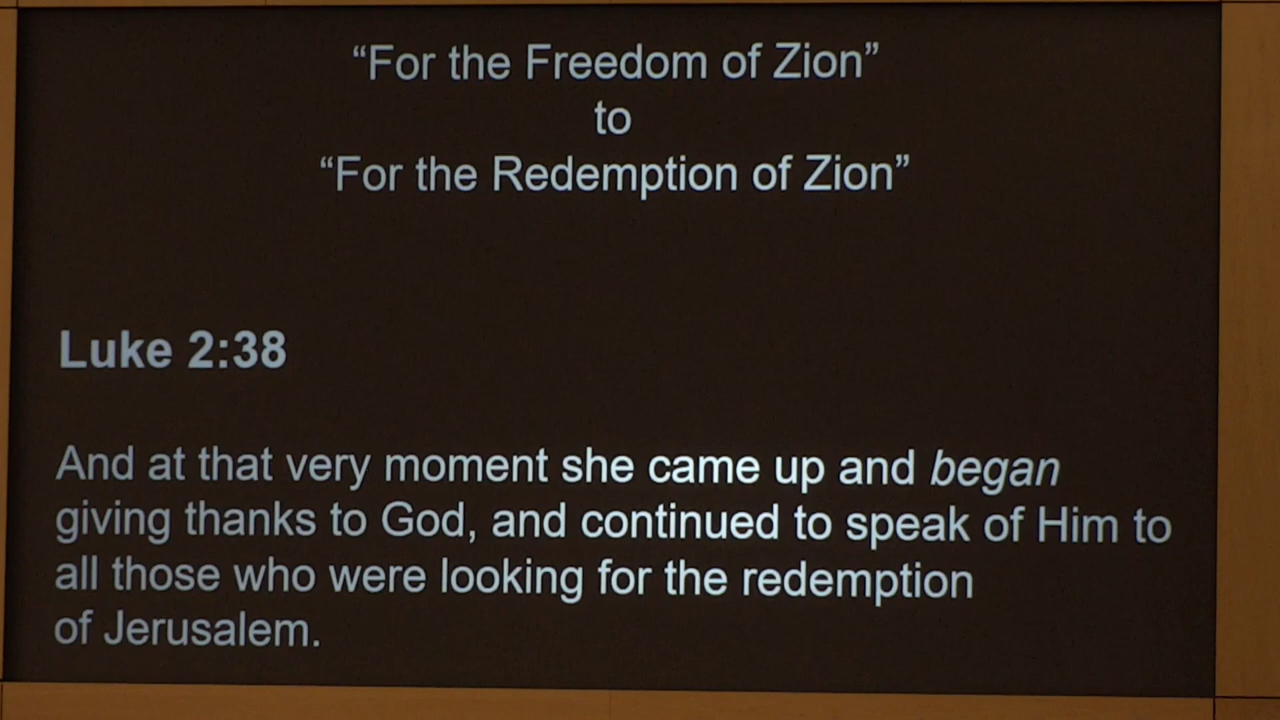 “For the Freedom of Zion”
to
“For the Redemption of Zion”
Luke 2:38
And at that very moment she came up and began
giving thanks to God, and continued to speak of Him to
all those who were looking for the redemption
of Jerusalem.